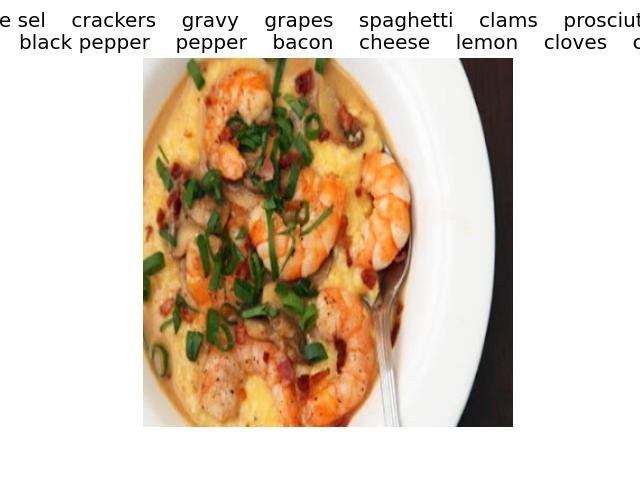 e sel crackers gravy grapes spaghetti clams prosciut
black pepper pepper bacon cheese lemon cloves